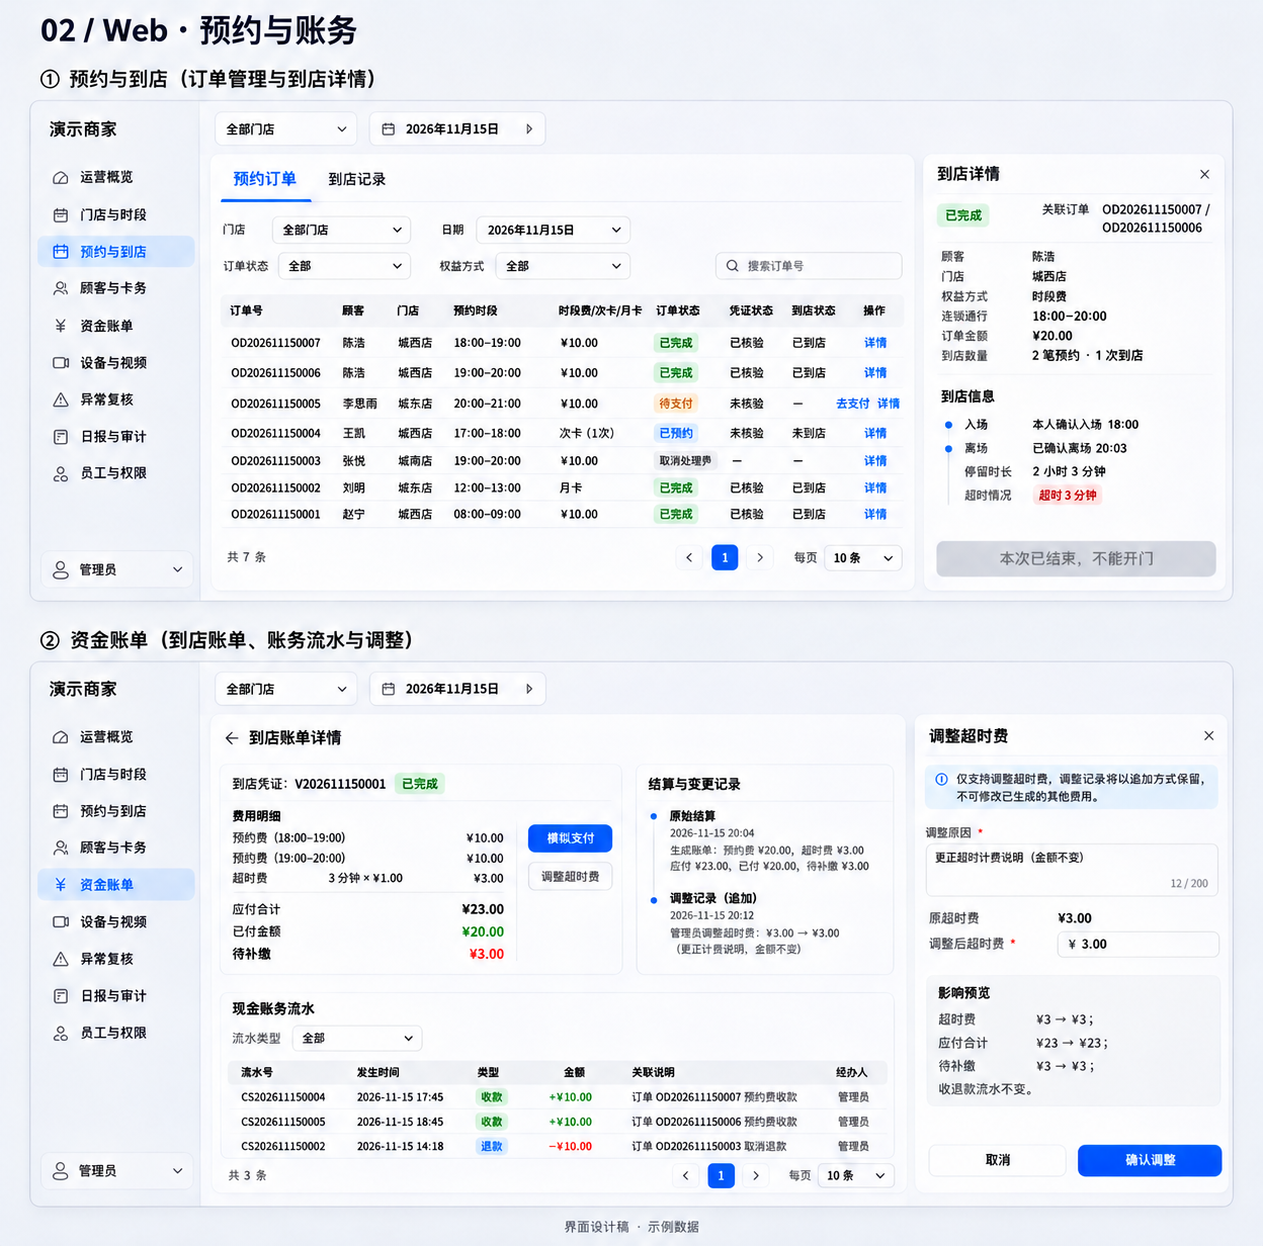 02 / Web · 预约与账务
① 预约与到店（订单管理与到店详情）
演示商家
运营概览
门店与时段
预约与到店
顾客与卡务
资金账单
设备与视频
异常复核
日报与审计
员工与权限
管理员
全部门店
2026年11月15日
预约订单 到店记录
门店 全部门店 日期 2026年11月15日
订单状态 全部 权益方式 全部 搜索订单号
订单号 顾客 门店 预约时段 时段费/次卡/月卡 订单状态 凭证状态 到店状态 操作
OD202611150007 陈浩 城西店 18:00–19:00 ¥10.00 已完成 已核验 已到店 详情
OD202611150006 陈浩 城西店 19:00–20:00 ¥10.00 已完成 已核验 已到店 详情
OD202611150005 李思雨 城东店 20:00–21:00 ¥10.00 待支付 未核验 — 去支付 详情
OD202611150004 王凯 城西店 17:00–18:00 次卡（1次） 已预约 未核验 未到店 详情
OD202611150003 张悦 城南店 19:00–20:00 ¥10.00 取消处理费 — — 详情
OD202611150002 刘明 城东店 12:00–13:00 月卡 已完成 已核验 已到店 详情
OD202611150001 赵宁 城西店 08:00–09:00 ¥10.00 已完成 已核验 已到店 详情
共 7 条 1 每页 10 条
到店详情
已完成 关联订单 OD202611150007 /
OD202611150006
顾客 陈浩
门店 城西店
权益方式 时段费
连锁通行 18:00–20:00
订单金额 ¥20.00
到店数量 2 笔预约 · 1 次到店
到店信息
入场 本人确认入场 18:00
离场 已确认离场 20:03
停留时长 2 小时 3 分钟
超时情况 超时 3 分钟
本次已结束，不能开门
② 资金账单（到店账单、账务流水与调整）
演示商家
运营概览
门店与时段
预约与到店
顾客与卡务
资金账单
设备与视频
异常复核
日报与审计
员工与权限
管理员
全部门店
2026年11月15日
到店账单详情
到店凭证：V202611150001 已完成
费用明细
预约费（18:00–19:00） ¥10.00
预约费（19:00–20:00） ¥10.00
超时费 3 分钟 × ¥1.00 ¥3.00
应付合计 ¥23.00
已付金额 ¥20.00
待补缴 ¥3.00
模拟支付
调整超时费
结算与变更记录
原始结算
2026-11-15 20:04
生成账单：预约费 ¥20.00，超时费 ¥3.00
应付 ¥23.00，已付 ¥20.00，待补缴 ¥3.00
调整记录（追加）
2026-11-15 20:12
管理员调整超时费：¥3.00 → ¥3.00
（更正计费说明，金额不变）
现金账务流水
流水类型 全部
流水号 发生时间 类型 金额 关联说明 经办人
CS202611150004 2026-11-15 17:45 收款 +¥10.00 订单 OD202611150007 预约费收款 管理员
CS202611150005 2026-11-15 18:45 收款 +¥10.00 订单 OD202611150006 预约费收款 管理员
CS202611150002 2026-11-15 14:18 退款 –¥10.00 订单 OD202611150003 取消退款 管理员
共 3 条 1 每页 10 条
调整超时费
仅支持调整超时费，调整记录将以追加方式保留，
不可修改已生成的其他费用。
调整原因 *
更正超时计费说明（金额不变）
12 / 200
原超时费 ¥3.00
调整后超时费 * ¥ 3.00
影响预览
超时费 ¥3 → ¥3；
应付合计 ¥23 → ¥23；
待补缴 ¥3 → ¥3；
收退款流水不变。
取消 确认调整
界面设计稿 · 示例数据